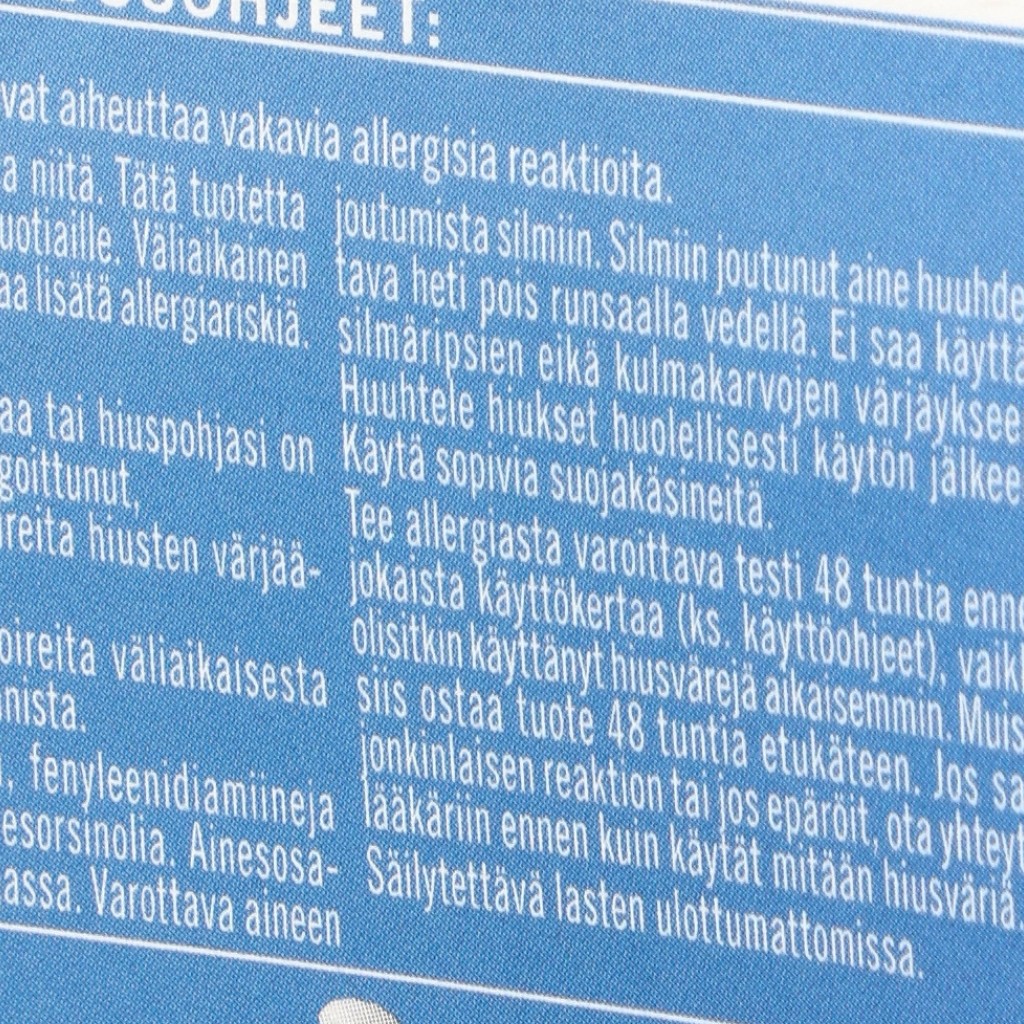 OHJEET:
vat aiheuttaa vakavia allergisia reaktioita.
a niitä. Tätä tuotetta
uotiaille. Väliaikainen
aa lisätä allergiariskiä.
aa tai hiuspohjasi on
goittunut,
reita hiusten värjää-
oireita väliaikaisesta
nista.
, fenyleenidiamiineja
esorsinolia. Ainesosa-
assa. Varottava aineen
joutumista silmiin. Silmiin joutunut aine huuhde
tava heti pois runsaalla vedellä. Ei saa käyttä
silmäripsien eikä kulmakarvojen värjäyksee
Huuhtele hiukset huolellisesti käytön jälkee
Käytä sopivia suojakäsineitä.
Tee allergiasta varoittava testi 48 tuntia enne
jokaista käyttökertaa (ks. käyttöohjeet), vaikk
olisitkin käyttänyt hiusvärejä aikaisemmin. Muis
siis ostaa tuote 48 tuntia etukäteen. Jos sa
jonkinlaisen reaktion tai jos epäröit, ota yhteyt
lääkäriin ennen kuin käytät mitään hiusväriä.
Säilytettävä lasten ulottumattomissa.